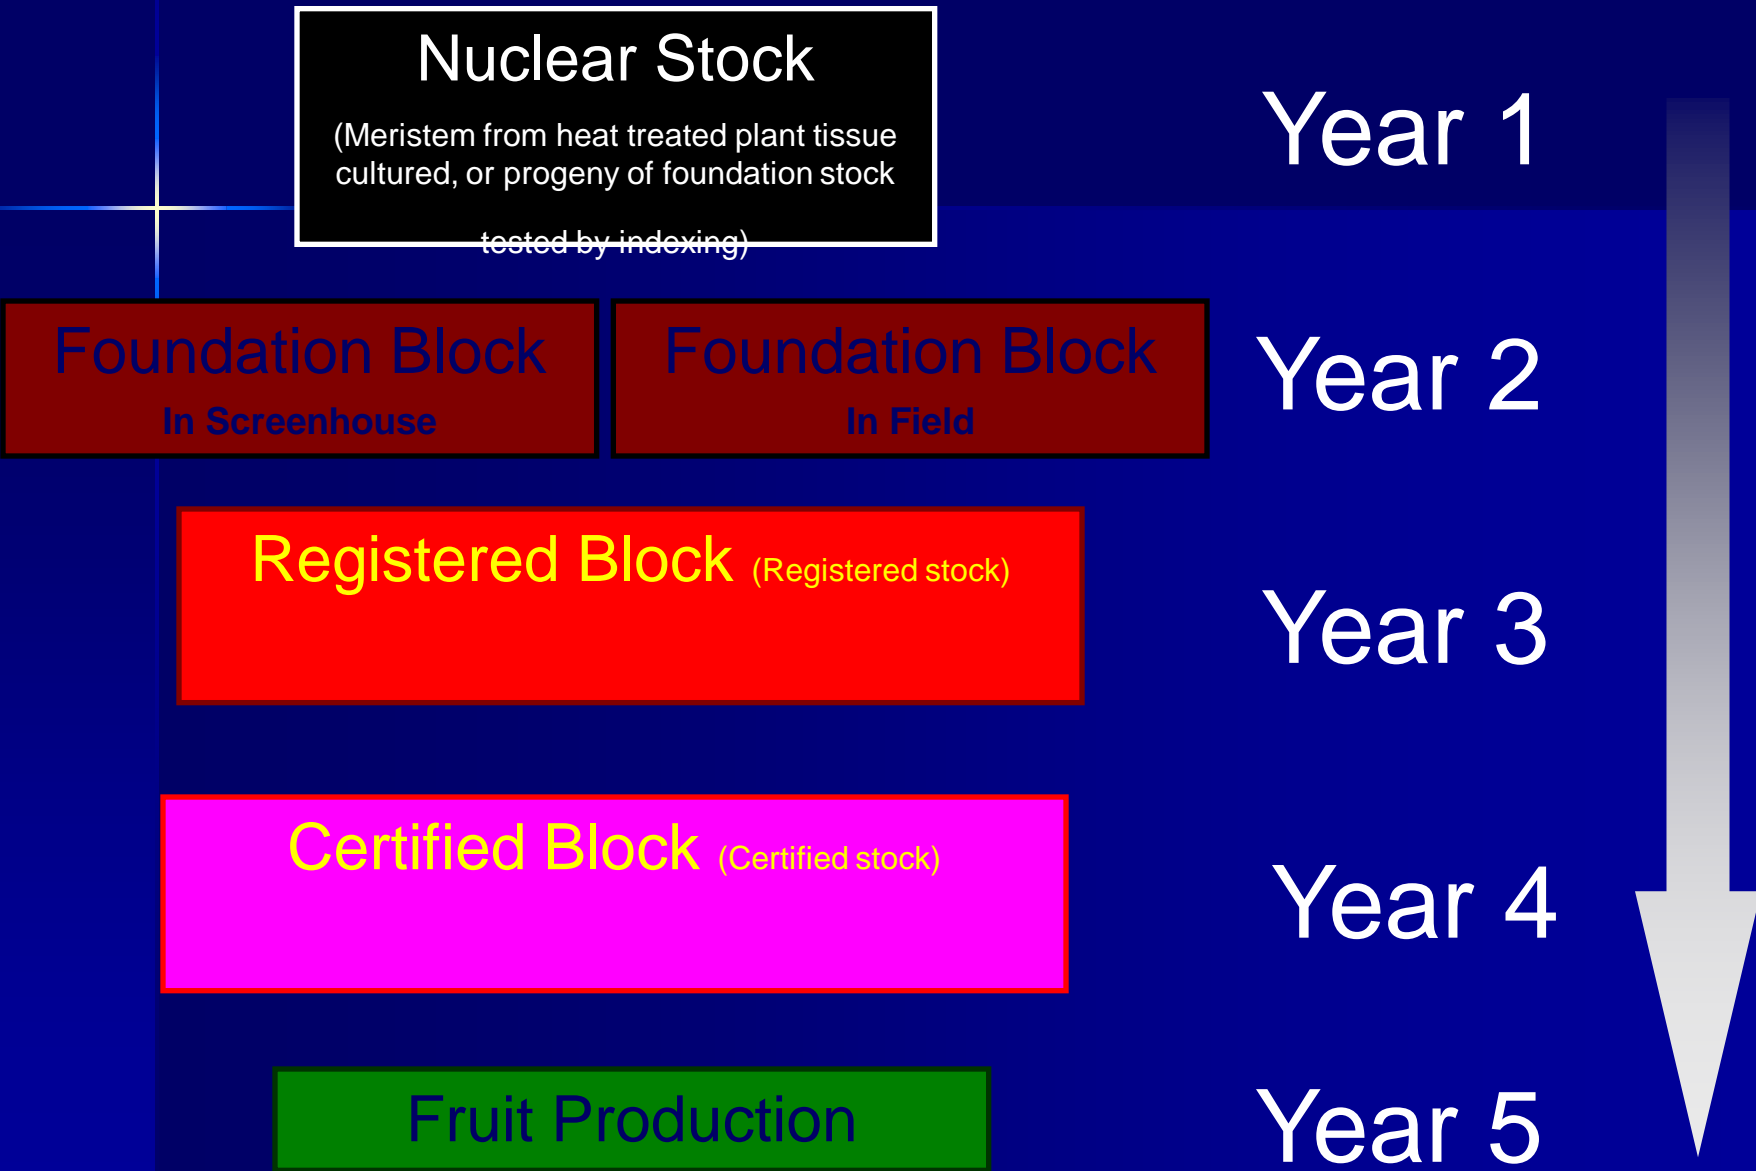 Nuclear Stock
(Meristem from heat treated plant tissue
cultured, or progeny of foundation stock
tested by indexing)
Year 1
Foundation Block
In Screenhouse
Foundation Block
In Field
Year 2
Registered Block (Registered stock)
Year 3
Certified Block (Certified stock)
Year 4
Fruit Production
Year 5